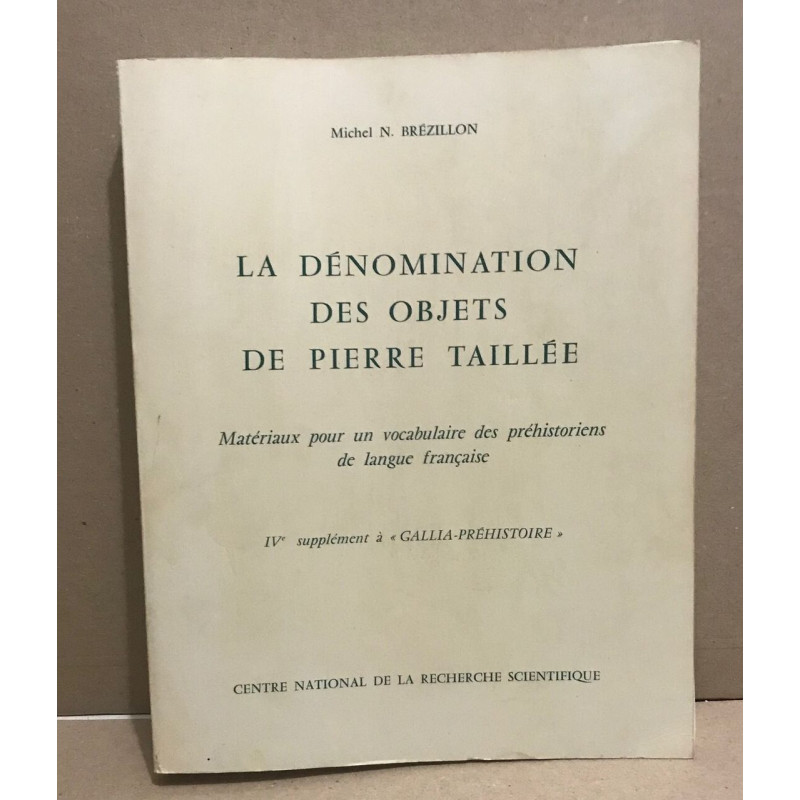 Michel N. BRÉZILLON
LA DÉNOMINATION
DES OBJETS
DE PIERRE TAILLÉE
Matériaux pour un vocabulaire des préhistoriens
de langue française
IVe supplément à « GALLIA-PRÉHISTOIRE »
CENTRE NATIONAL DE LA RECHERCHE SCIENTIFIQUE